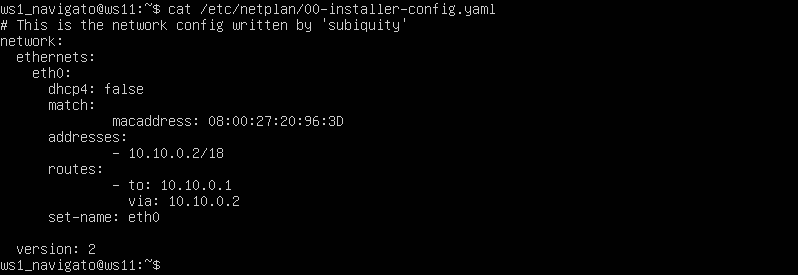 ws1_navigato@ws11:~$ cat /etc/netplan/00-installer-config.yaml
# This is the network config written by 'subiquity'
network:
  ethernets:
    eth0:
      dhcp4: false
      match:
              macaddress: 08:00:27:20:96:3D
      addresses:
              - 10.10.0.2/18
      routes:
              - to: 10.10.0.1
                via: 10.10.0.2
      set-name: eth0

  version: 2
ws1_navigato@ws11:~$